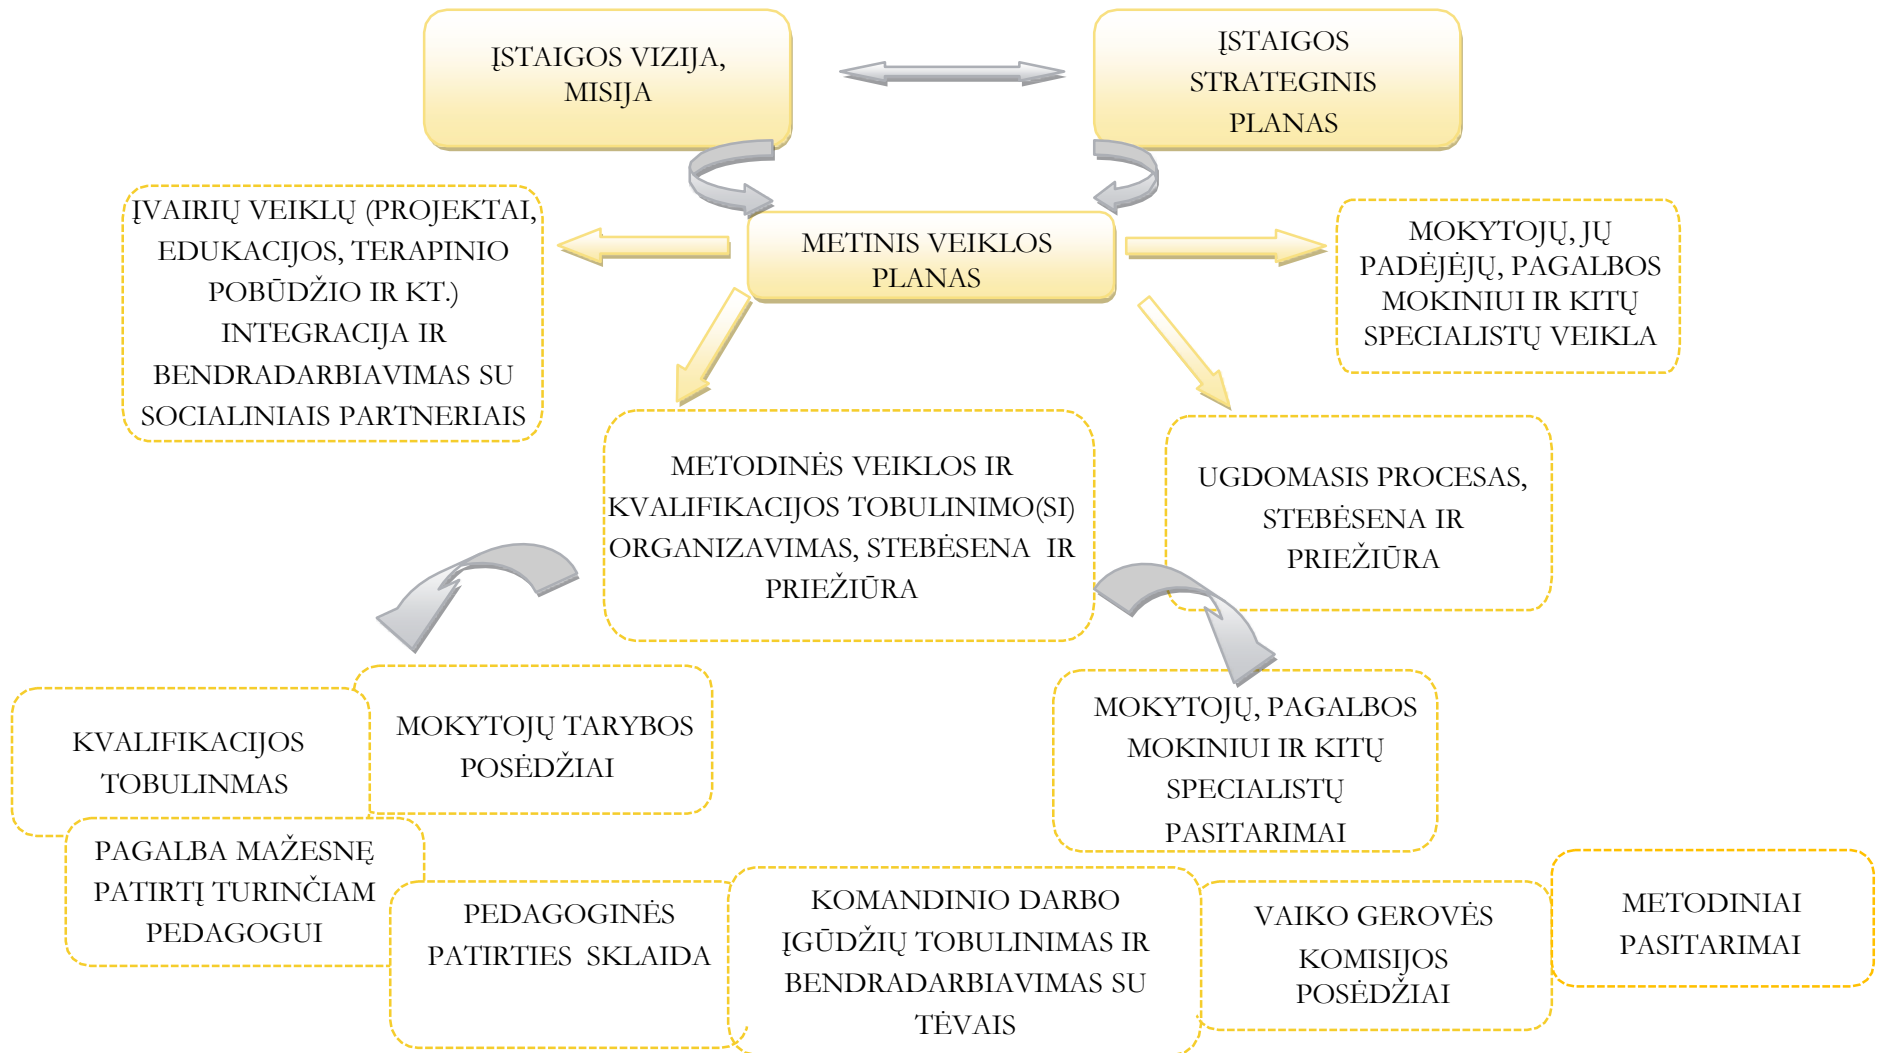 ĮSTAIGOS VIZIJA,
MISIJA
ĮSTAIGOS
STRATEGINIS
PLANAS
ĮVAIRIŲ VEIKLŲ (PROJEKTAI,
EDUKACIJOS, TERAPINIO
POBŪDŽIO IR KT.)
INTEGRACIJA IR
BENDRADARBIAVIMAS SU
SOCIALINIAIS PARTNERIAIS
METINIS VEIKLOS
PLANAS
MOKYTOJŲ, JŲ
PADĖJĖJŲ, PAGALBOS
MOKINIUI IR KITŲ
SPECIALISTŲ VEIKLA
METODINĖS VEIKLOS IR
KVALIFIKACIJOS TOBULINIMO(SI)
ORGANIZAVIMAS, STEBĖSENA IR
PRIEŽIŪRA
UGDOMASIS PROCESAS,
STEBĖSENA IR
PRIEŽIŪRA
KVALIFIKACIJOS
TOBULINMAS
MOKYTOJŲ TARYBOS
POSĖDŽIAI
MOKYTOJŲ, PAGALBOS
MOKINIUI IR KITŲ
SPECIALISTŲ
PASITARIMAI
PAGALBA MAŽESNĘ
PATIRTĮ TURINČIAM
PEDAGOGUI
PEDAGOGINĖS
PATIRTIES SKLAIDA
KOMANDINIO DARBO
ĮGŪDŽIŲ TOBULINIMAS IR
BENDRADARBIAVIMAS SU
TĖVAIS
VAIKO GEROVĖS
KOMISIJOS
POSĖDŽIAI
METODINIAI
PASITARIMAI